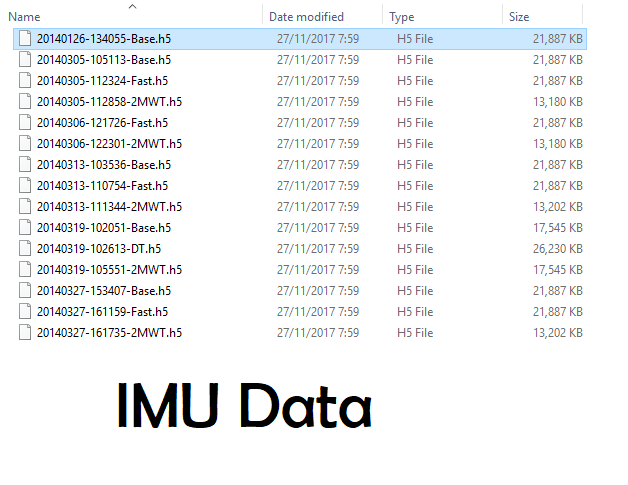 Name Date modified Type Size
20140126-134055-Base.h5 27/11/2017 7:59 H5 File 21,887 KB
20140305-105113-Base.h5 27/11/2017 7:59 H5 File 21,887 KB
20140305-112324-Fast.h5 27/11/2017 7:59 H5 File 21,887 KB
20140305-112858-2MWT.h5 27/11/2017 7:59 H5 File 13,180 KB
20140306-121726-Fast.h5 27/11/2017 7:59 H5 File 21,887 KB
20140306-122301-2MWT.h5 27/11/2017 7:59 H5 File 13,180 KB
20140313-103536-Base.h5 27/11/2017 7:59 H5 File 21,887 KB
20140313-110754-Fast.h5 27/11/2017 7:59 H5 File 21,887 KB
20140313-111344-2MWT.h5 27/11/2017 7:59 H5 File 13,202 KB
20140319-102051-Base.h5 27/11/2017 7:59 H5 File 17,545 KB
20140319-102613-DT.h5 27/11/2017 7:59 H5 File 26,230 KB
20140319-105551-2MWT.h5 27/11/2017 7:59 H5 File 17,545 KB
20140327-153407-Base.h5 27/11/2017 7:59 H5 File 21,887 KB
20140327-161159-Fast.h5 27/11/2017 7:59 H5 File 21,887 KB
20140327-161735-2MWT.h5 27/11/2017 7:59 H5 File 13,202 KB
IMU Data